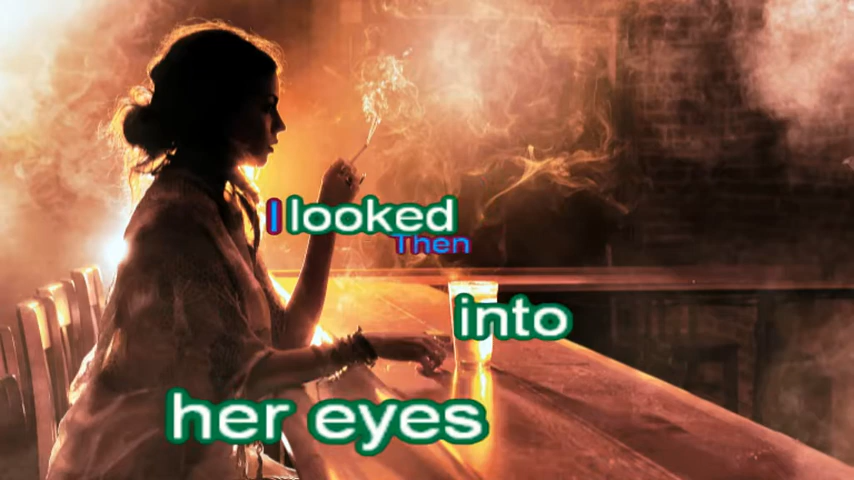 I looked
Then
into
her eyes